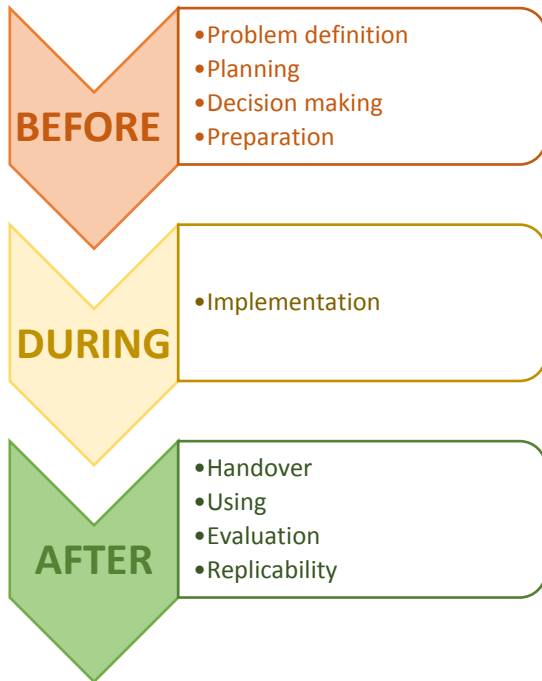 BEFORE
•Problem definition
•Planning
•Decision making
•Preparation
DURING
•Implementation
AFTER
•Handover
•Using
•Evaluation
•Replicability